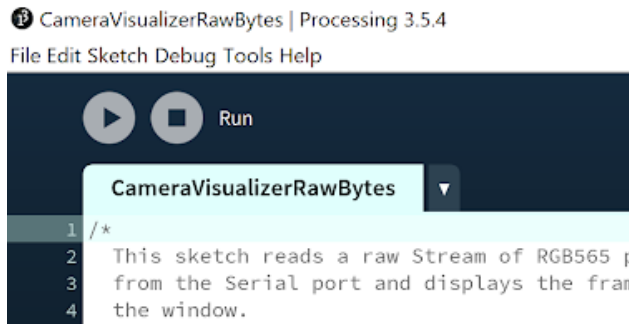 CameraVisualizerRawBytes | Processing 3.5.4
File Edit Sketch Debug Tools Help
Run
CameraVisualizerRawBytes
1 /*
2 This sketch reads a raw Stream of RGB565
3 from the Serial port and displays the
4 the window.